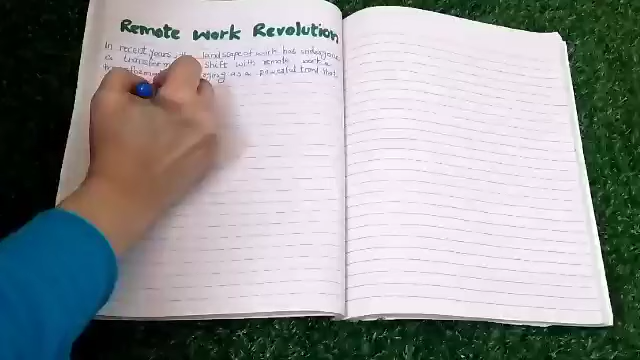 Remote work Revolution
In recent years, the landscape of work has undergone
a transformative shift with remote work e
as a powerful trend that